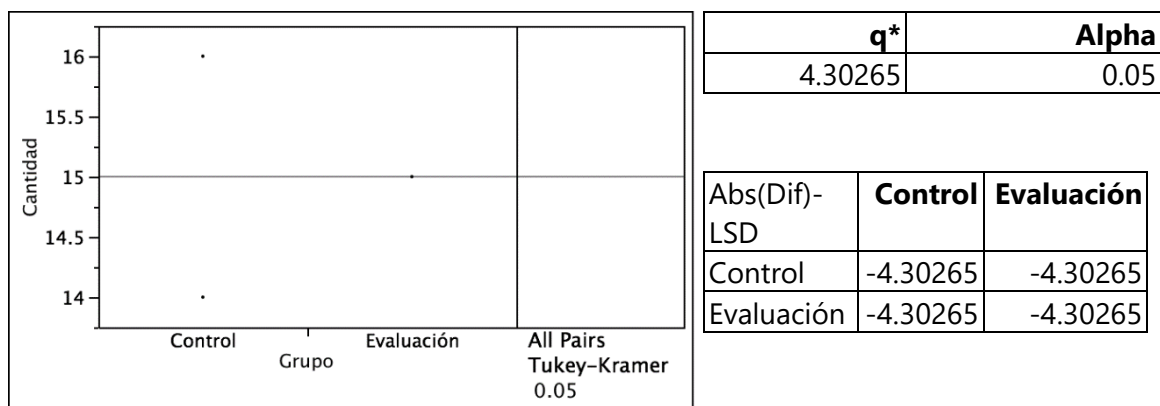 16
15.5
15
14.5
14
Cantidad
Control
Evaluación
Grupo
All Pairs
Tukey-Kramer
0.05
q* Alpha
4.30265 0.05
Abs(Dif)- Control Evaluación
LSD
Control -4.30265 -4.30265
Evaluación -4.30265 -4.30265